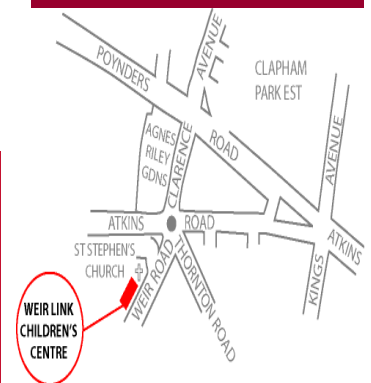 POYNDERS
ROAD
AVENUE
CLAPHAM
PARK EST
AGNES
RILEY
GDNS
CLARENCE
AVENUE
ATKINS
ROAD
ATKINS
ST STEPHEN'S
CHURCH
WEIR ROAD
THORNTON ROAD
KINGS
WEIR LINK
CHILDREN'S
CENTRE